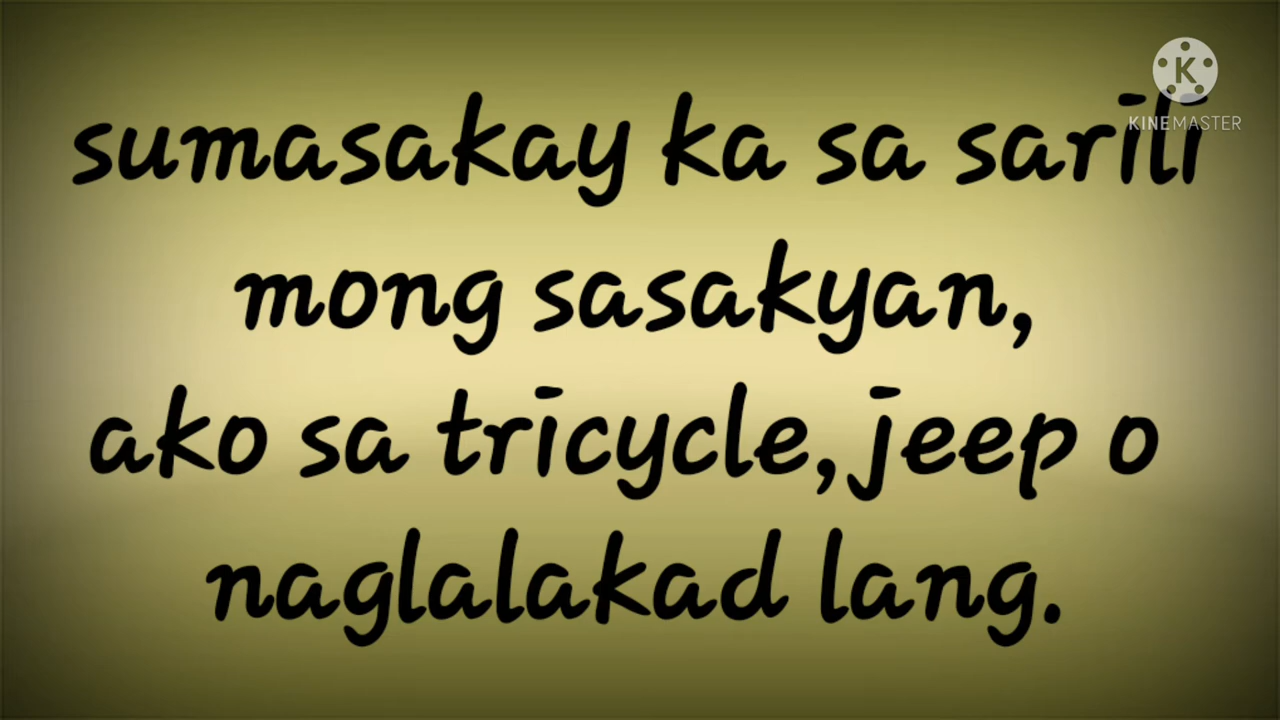 KINEMASTER
sumasakay ka sa sarili
mong sasakyan,
ako sa tricycle, jeep o
naglalakad lang.